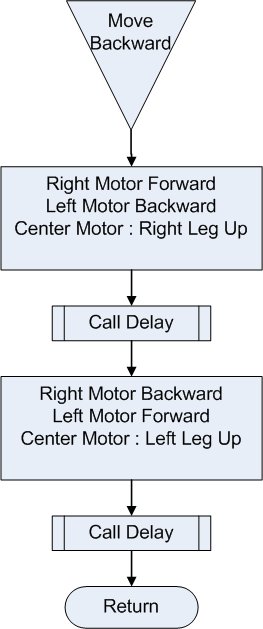 Move
Backward
Right Motor Forward
Left Motor Backward
Center Motor : Right Leg Up
Call Delay
Right Motor Backward
Left Motor Forward
Center Motor : Left Leg Up
Call Delay
Return